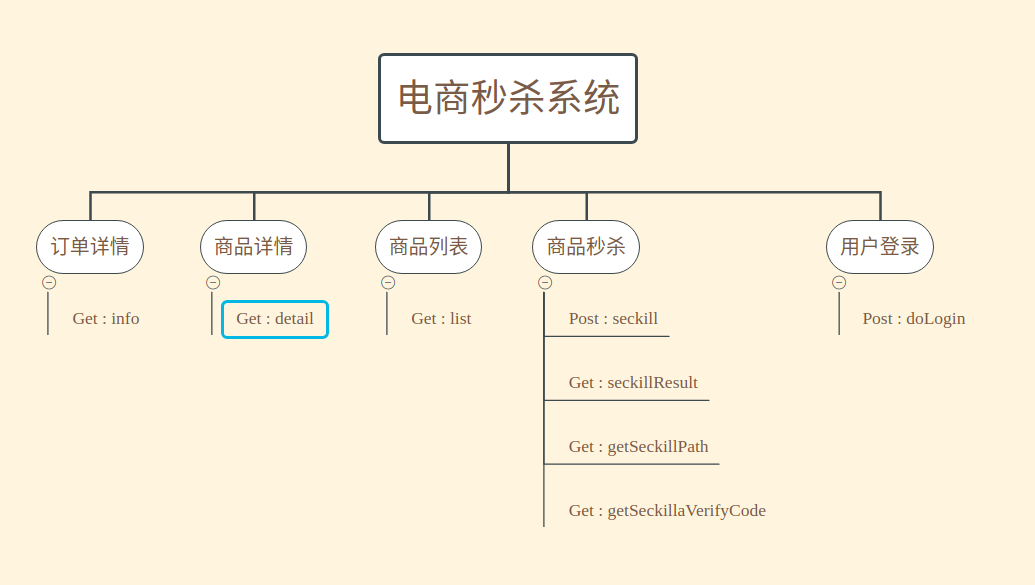 电商秒杀系统
订单详情
Get : info
商品详情
Get : detail
商品列表
Get : list
商品秒杀
Post : seckill
Get : seckillResult
Get : getSeckillPath
Get : getSeckillaVerifyCode
用户登录
Post : doLogin